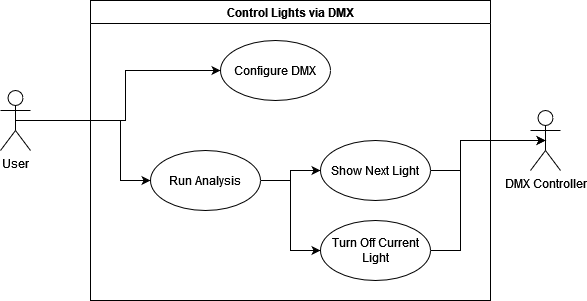 Control Lights via DMX
Configure DMX
User
Run Analysis
Show Next Light
DMX Controller
Turn Off Current
Light